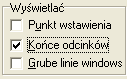 Wyświetlać
Punkt wstawienia
Końce odcinków
Grube linie windows